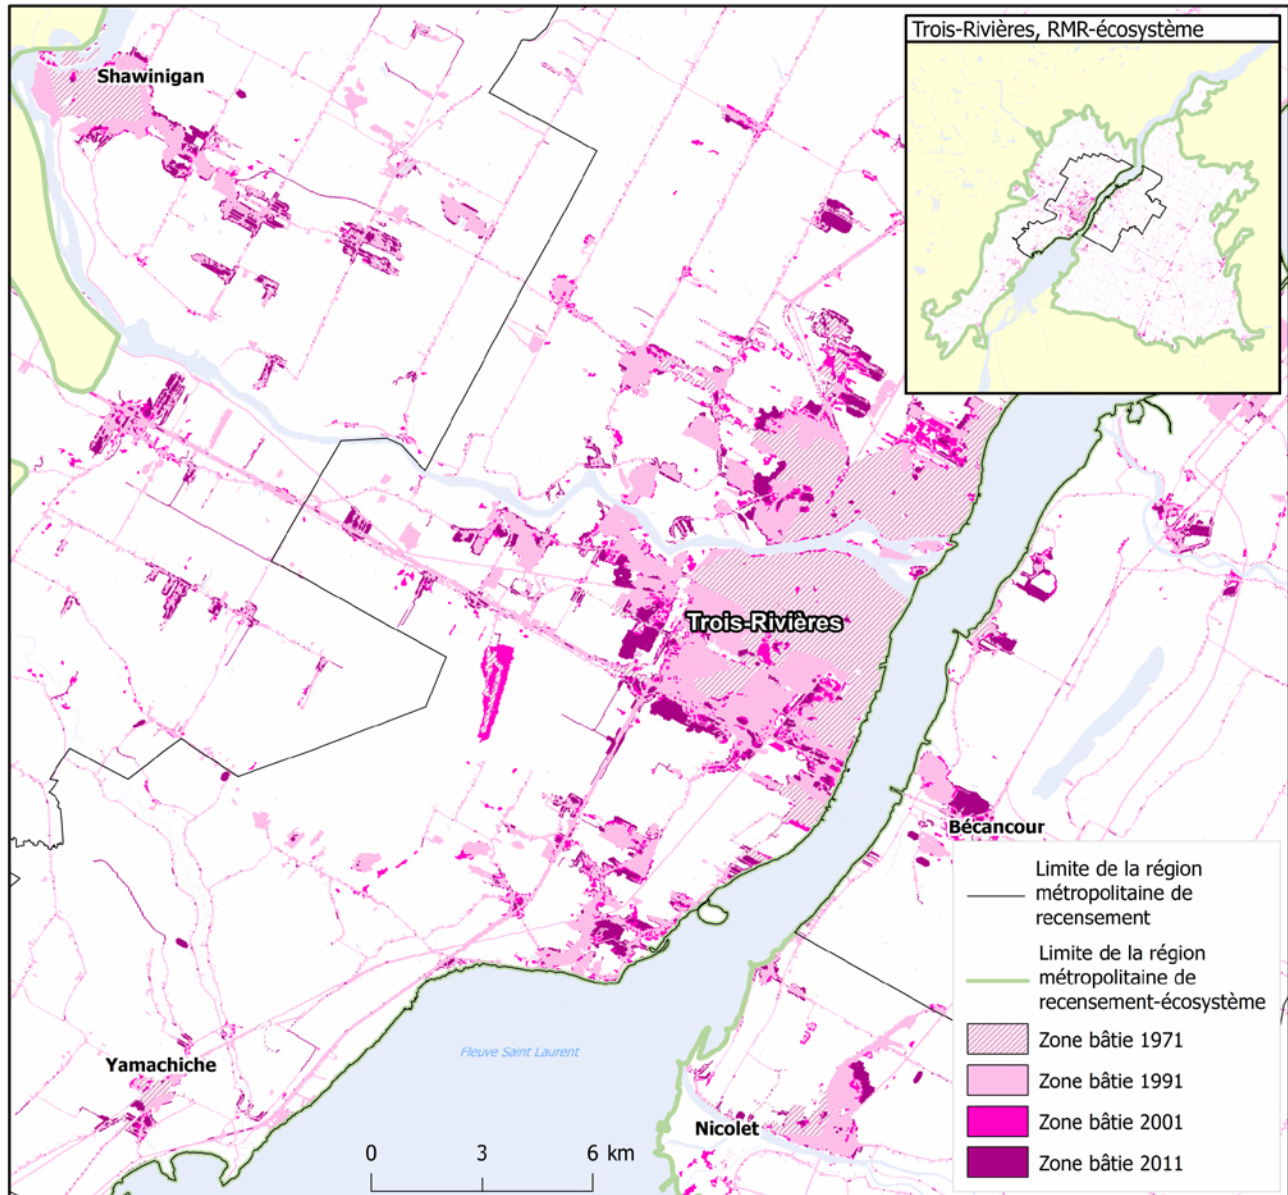 Trois-Rivières, RMR-écosystème
Shawinigan
Trois-Rivières
Bécancour
Yamachiche
Fleuve Saint Laurent
Nicolet
0 3 6 km
Limite de la région
métropolitaine de
recensement
Limite de la région
métropolitaine de
recensement-écosystème
Zone bâtie 1971
Zone bâtie 1991
Zone bâtie 2001
Zone bâtie 2011